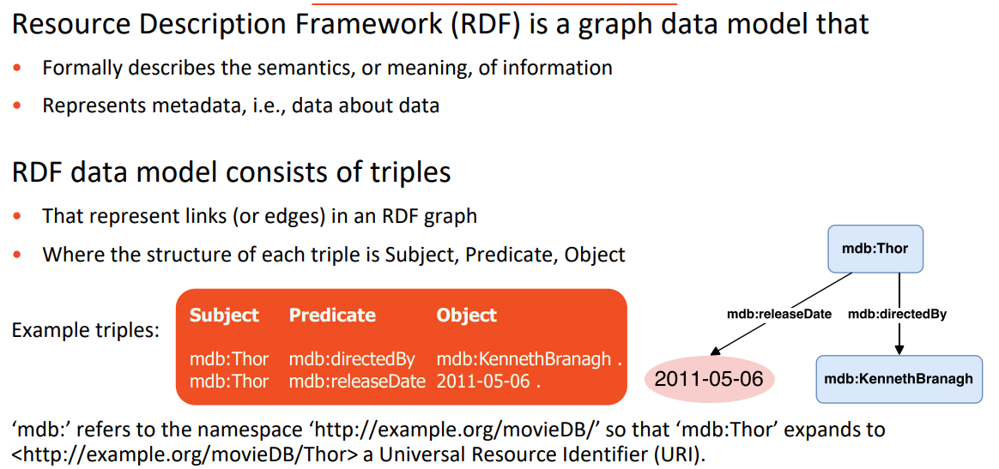 Resource Description Framework (RDF) is a graph data model that
• Formally describes the semantics, or meaning, of information
• Represents metadata, i.e., data about data
RDF data model consists of triples
• That represent links (or edges) in an RDF graph
• Where the structure of each triple is Subject, Predicate, Object
Example triples:
Subject Predicate Object
mdb:Thor mdb:directedBy mdb:KennethBranagh .
mdb:Thor mdb:releaseDate 2011-05-06 .
mdb:Thor
mdb:releaseDate mdb:directedBy
2011-05-06 mdb:KennethBranagh
‘mdb:’ refers to the namespace ‘http://example.org/movieDB/’ so that ‘mdb:Thor’ expands to
<http://example.org/movieDB/Thor> a Universal Resource Identifier (URI).